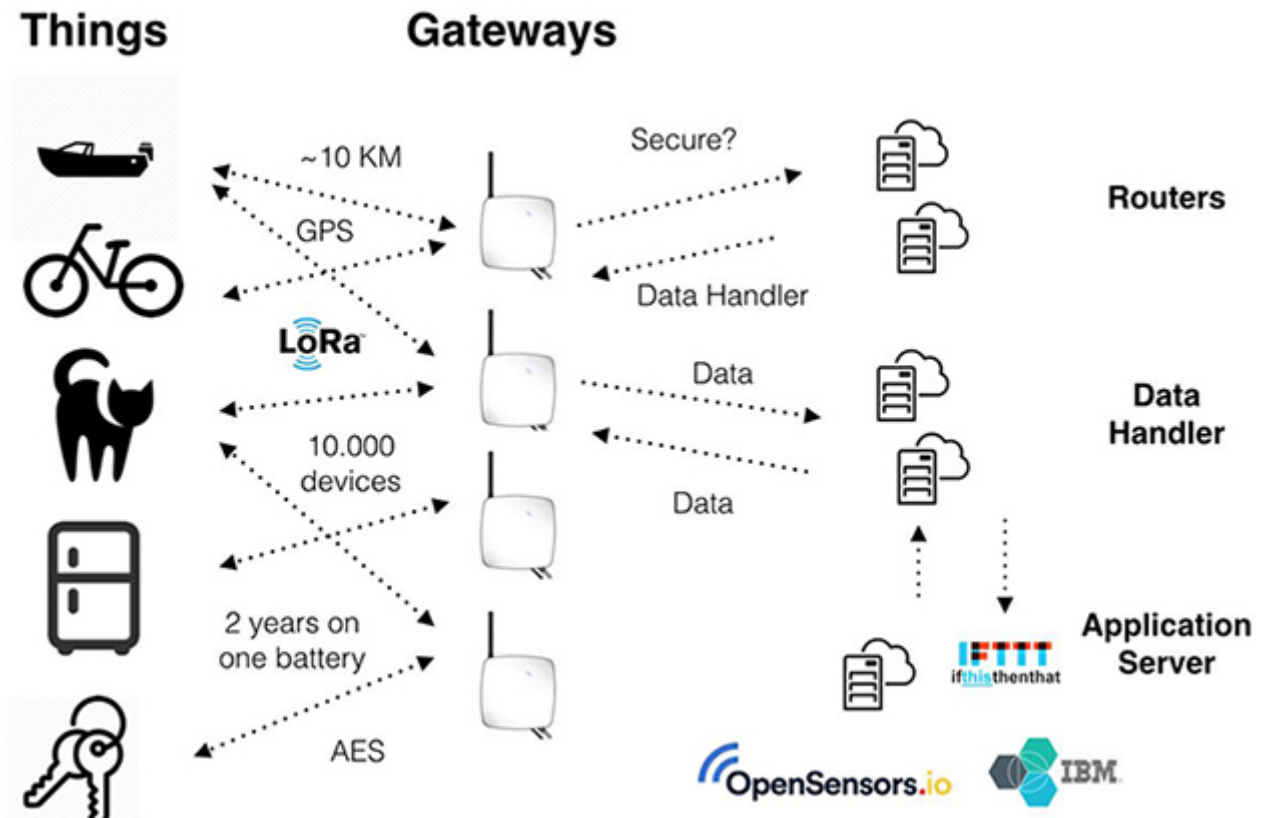 Things
Gateways
~10 KM
Secure?
Routers
GPS
Data Handler
LoRa™
Data
Data
Handler
10.000
devices
Data
2 years on
one battery
Application
Server
IFTTT
ifthisthenthat
AES
OpenSensors.io
IBM.